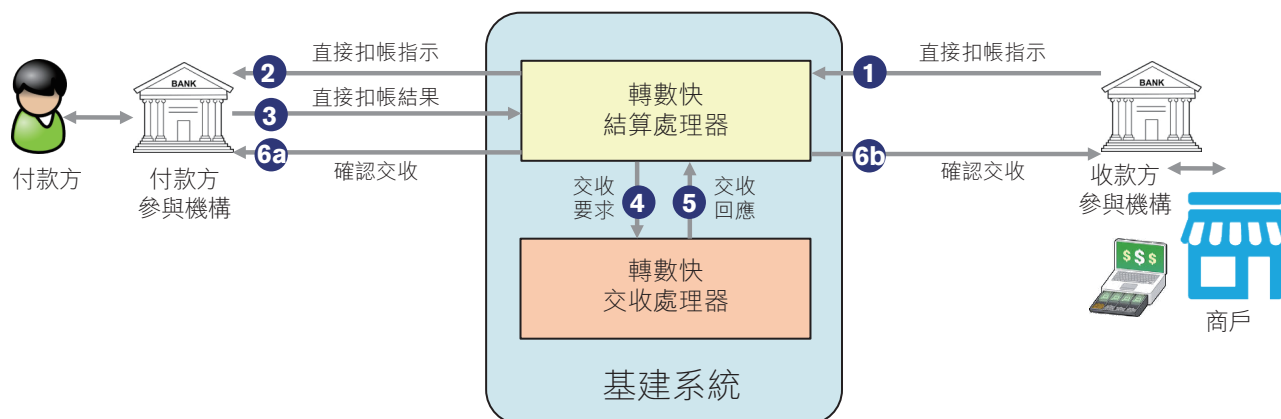 直接扣帳指示
2
直接扣帳結果
3
6a
確認交收
BANK
付款方
付款方
參與機構
轉數快
結算處理器
交收
要求
4
5
交收
回應
轉數快
交收處理器
基建系統
直接扣帳指示
1
6b
確認交收
BANK
收款方
參與機構
$$$
商戶